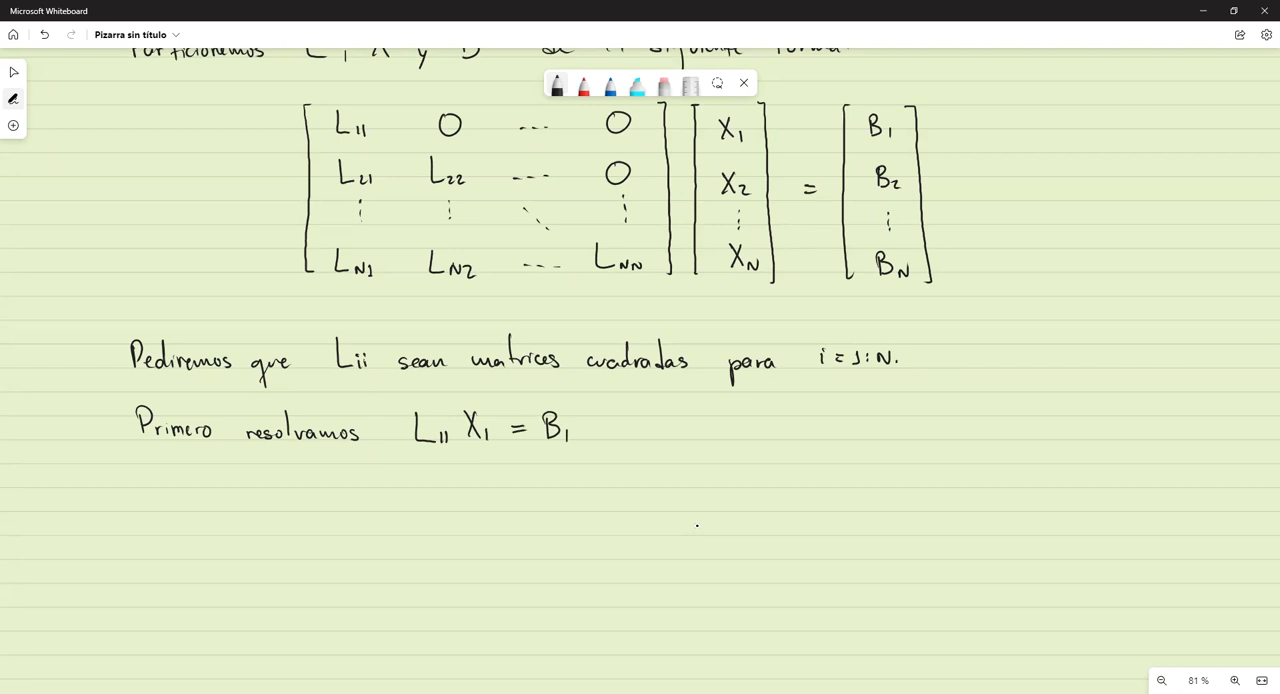 Microsoft Whiteboard
Pizarra sin título
L , X y B
L11 0 --- 0 X1 B1
L21 L22 --- 0 X2 = B2
LN1 LN2 --- LNN XN BN
Pediremos que Lii sean matrices cuadradas para i = 1:N.
Primero resolvamos L11 X1 = B1
81 %